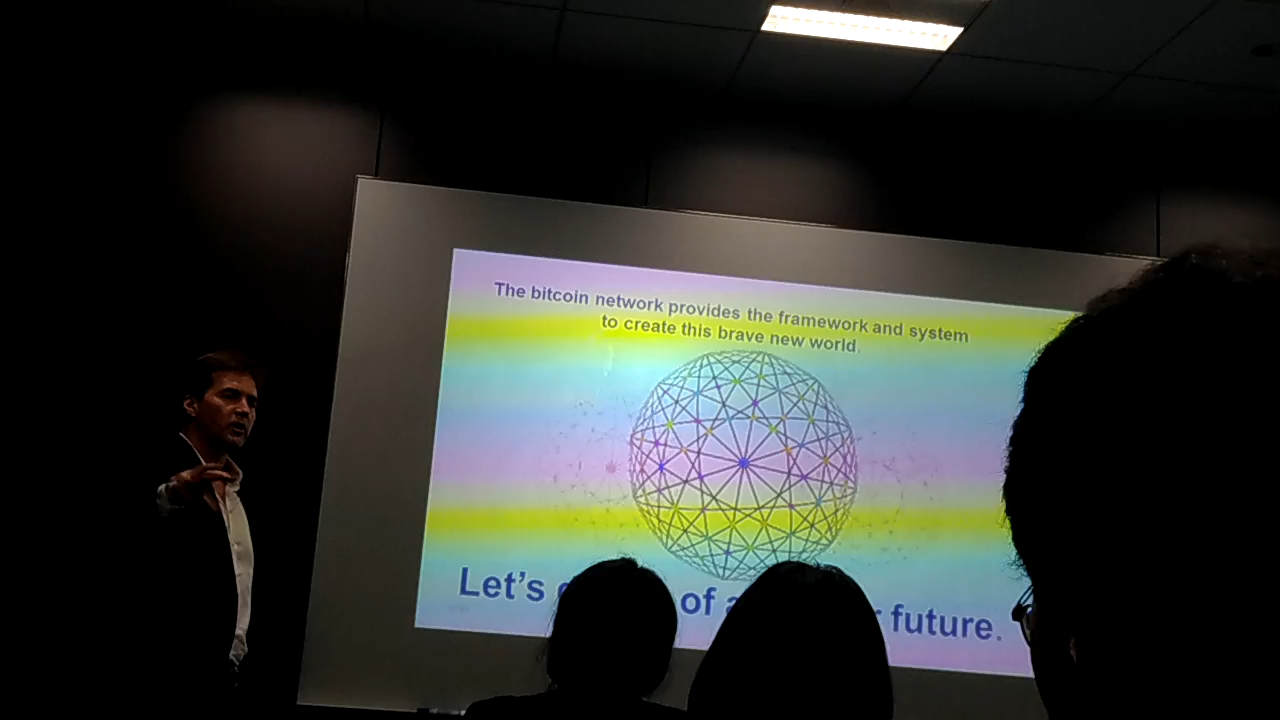 The bitcoin network provides the framework and system
to create this brave new world.
Let's of future.